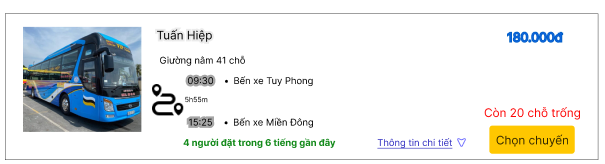 Tuấn Hiệp
180.000đ
Giường nằm 41 chỗ
09:30 • Bến xe Tuy Phong
5h55m
15:25 • Bến xe Miền Đông
Còn 20 chỗ trống
4 người đặt trong 6 tiếng gần đây
Thông tin chi tiết
Chọn chuyến